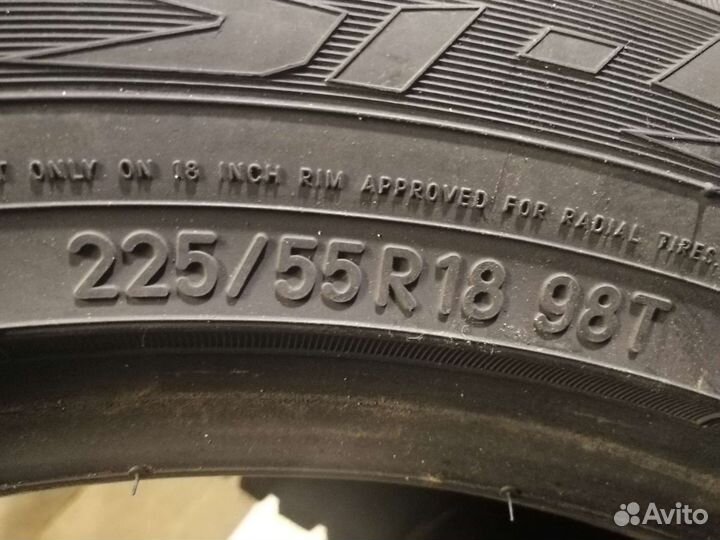 ONLY ON 18 INCH RIM APPROVED FOR RADIAL TIRES
225/55R18 98T
Avito